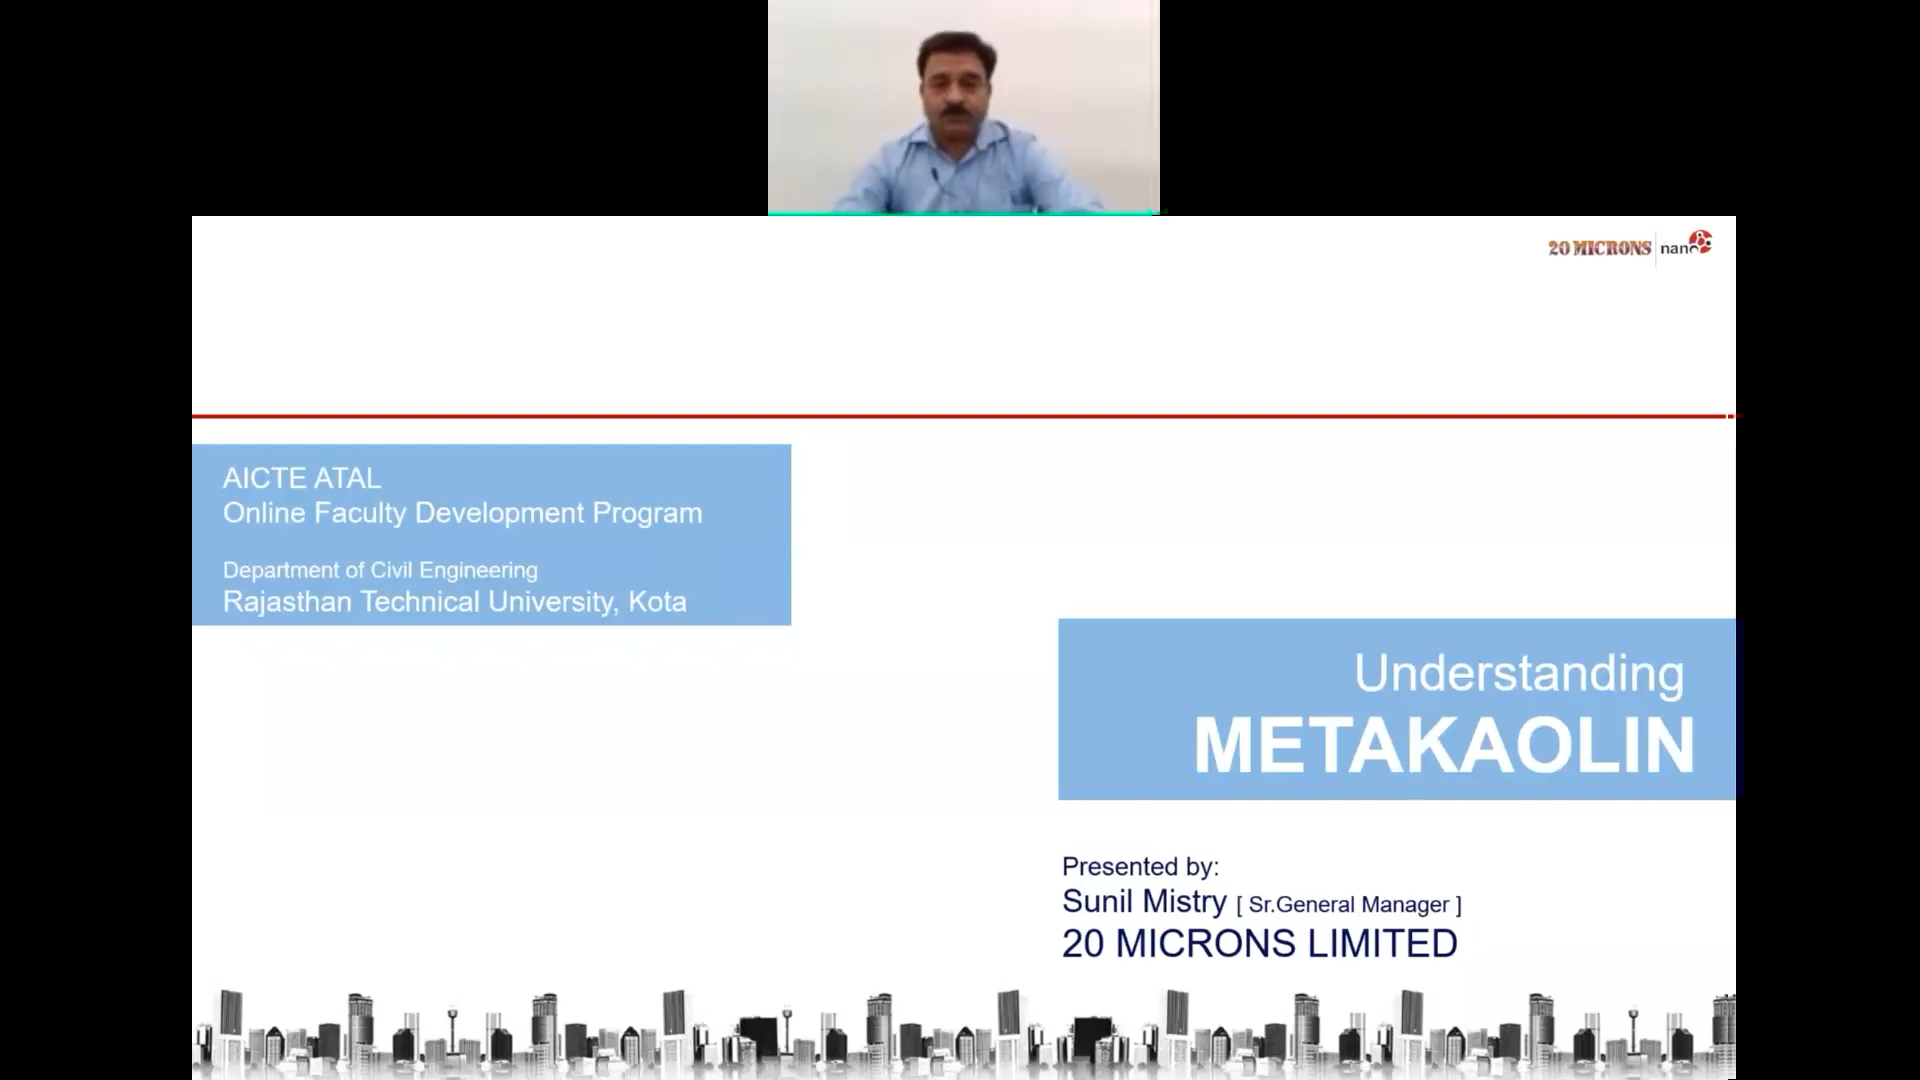 20 MICRONS nano
AICTE ATAL
Online Faculty Development Program
Department of Civil Engineering
Rajasthan Technical University, Kota
Understanding
METAKAOLIN
Presented by:
Sunil Mistry [ Sr.General Manager ]
20 MICRONS LIMITED